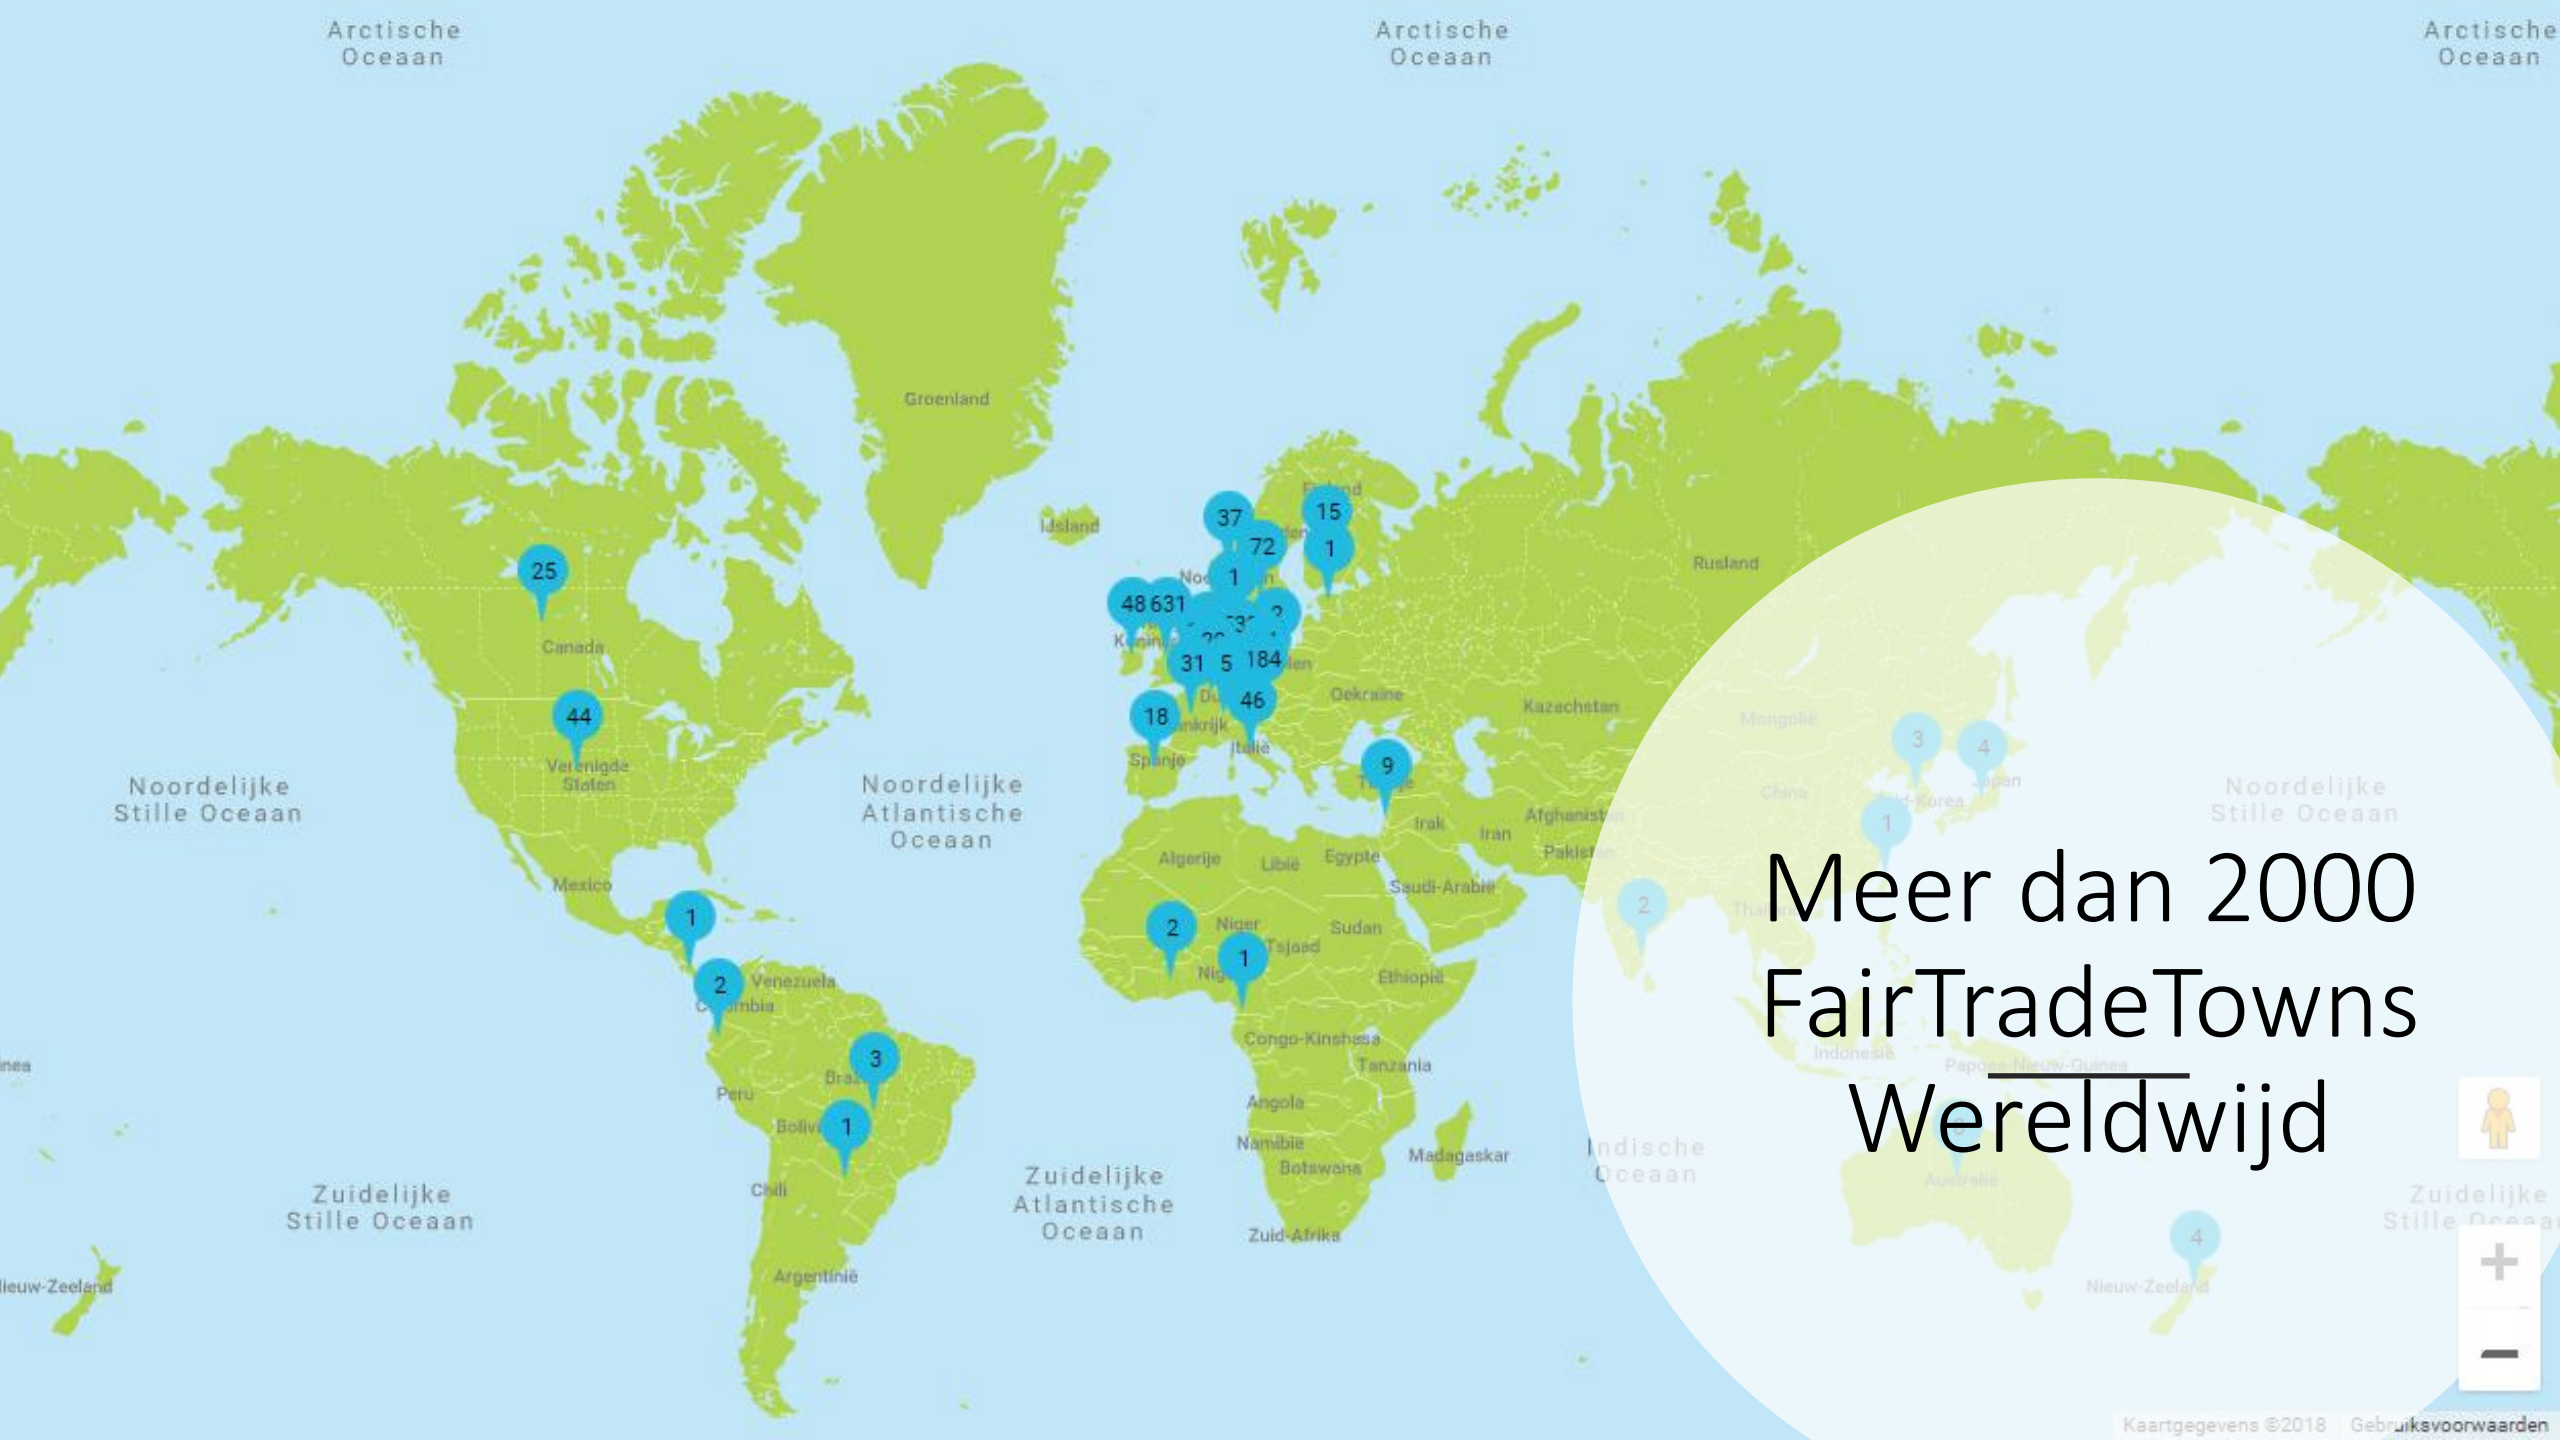 Arctische
Oceaan
Arctische
Oceaan
Arctische
Oceaan
Groenland
IJsland
37
15
72
1
1
Rusland
25
48
631
2
31
5
184
Canada
44
18
46
Oekraïne
Kazachstan
Mongolië
Verenigde
Staten
Italië
Spanje
9
3
4
Noordelijke
Stille Oceaan
Noordelijke
Atlantische
Oceaan
Noordelijke
Stille Oceaan
China
Irak
Iran
1
Algerije
Libië
Egypte
Mexico
Saudi-Arabië
1
2
Niger
Sudan
2
Meer dan 2000
FairTradeTowns
Wereldwijd
1
Tsjaad
2
Venezuela
Ethiopië
3
Congo-Kinshasa
Tanzania
Indonesië
Papoea-Nieuw-Guinea
Peru
Angola
1
Namibië
Botswana
Madagaskar
Indische
Oceaan
Australië
Chili
Zuidelijke
Stille Oceaan
Zuidelijke
Atlantische
Oceaan
Zuidelijke
Stille
Zuid-Afrika
4
Argentinië
Nieuw-Zeeland
Kaartgegevens ©2018
Gebruiksvoorwaarden